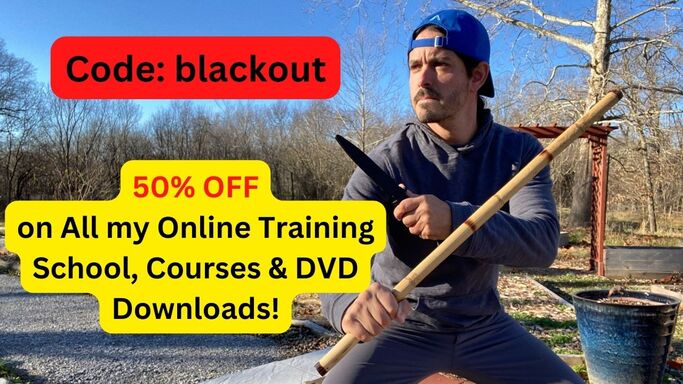 Code: blackout
50% OFF
on All my Online Training
School, Courses & DVD
Downloads!